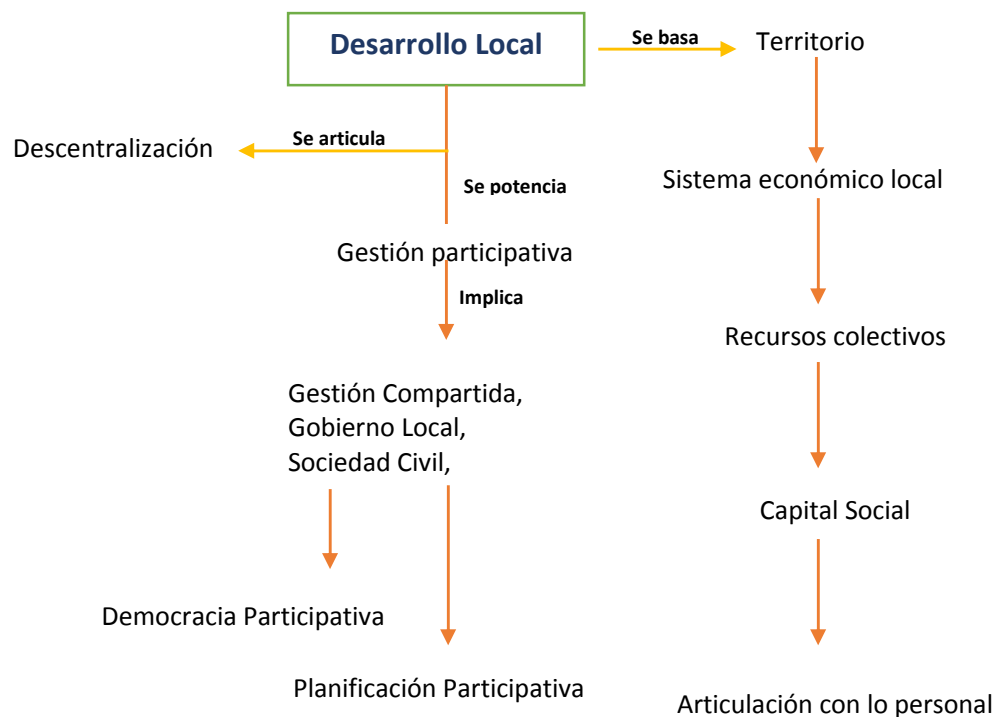 Desarrollo Local
Se basa
Territorio
Se articula
Descentralización
Se potencia
Sistema económico local
Gestión participativa
Implica
Recursos colectivos
Gestión Compartida,
Gobierno Local,
Sociedad Civil,
Capital Social
Democracia Participativa
Planificación Participativa
Articulación con lo personal